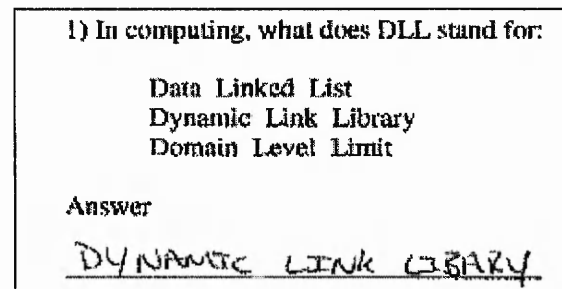 1) In computing, what does DLL stand for:
Data Linked List
Dynamic Link Library
Domain Level Limit
Answer
DYNAMIC LINK LIBARY